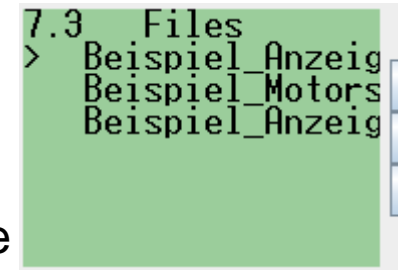 7.3 Files
> Beispiel_Anzeig
Beispiel_Motors
Beispiel_Anzeig
e